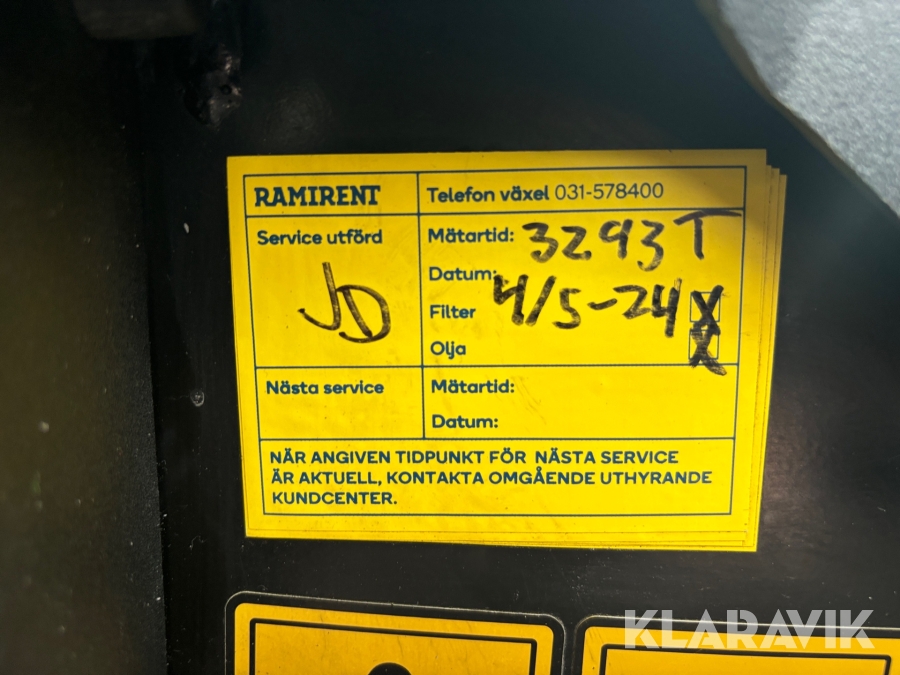 RAMIRENT
Telefon växel 031-578400
Service utförd
JD
Mätartid: 3293T
Datum: 4/5-24
Filter X
Olja X
Nästa service
Mätartid:
Datum:
NÄR ANGIVEN TIDPUNKT FÖR NÄSTA SERVICE
ÄR AKTUELL, KONTAKTA OMGÅENDE UTHYRANDE
KUNDCENTER.
KLARAVIK